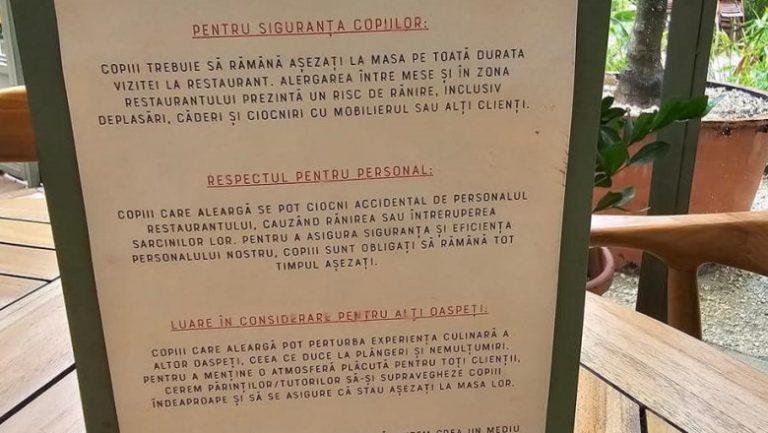 PENTRU SIGURANȚA COPIILOR:
COPIII TREBUIE SĂ RĂMÂNĂ AȘEZAȚI LA MASA PE TOATĂ DURATA
VIZITEI LA RESTAURANT. ALERGAREA ÎNTRE MESE ȘI ÎN ZONA
RESTAURANTULUI PREZINTĂ UN RISC DE RĂNIRE, INCLUSIV
DEPLASĂRI, CĂDERI ȘI CIOCNIRI CU MOBILIERUL SAU ALȚI CLIENȚI.
RESPECTUL PENTRU PERSONAL:
COPIII CARE ALEARGĂ SE POT CIOCNI ACCIDENTAL DE PERSONALUL
RESTAURANTULUI, CAUZÂND RĂNIREA SAU ÎNTRERUPEREA
SARCINILOR LOR. PENTRU A ASIGURA SIGURANȚA ȘI EFICIENȚA
PERSONALULUI NOSTRU, COPIII SUNT OBLIGAȚI SĂ RĂMÂNĂ TOT
TIMPUL AȘEZAȚI.
LUARE ÎN CONSIDERARE PENTRU ALȚI OASPEȚI:
COPIII CARE ALEARGĂ POT PERTURBA EXPERIENȚA CULINARĂ A
ALTOR OASPEȚI, CEEA CE DUCE LA PLÂNGERI ȘI NEMULȚUMIRI.
PENTRU A MENȚINE O ATMOSFERĂ PLĂCUTĂ PENTRU TOȚI CLIENȚII,
CEREM PĂRINȚILOR/TUTORILOR SĂ-ȘI SUPRAVEGHEZE COPIII
ÎNDEAPROAPE ȘI SĂ SE ASIGURE CĂ STAU AȘEZAȚI LA MASA LOR.
CREA UN MEDIU